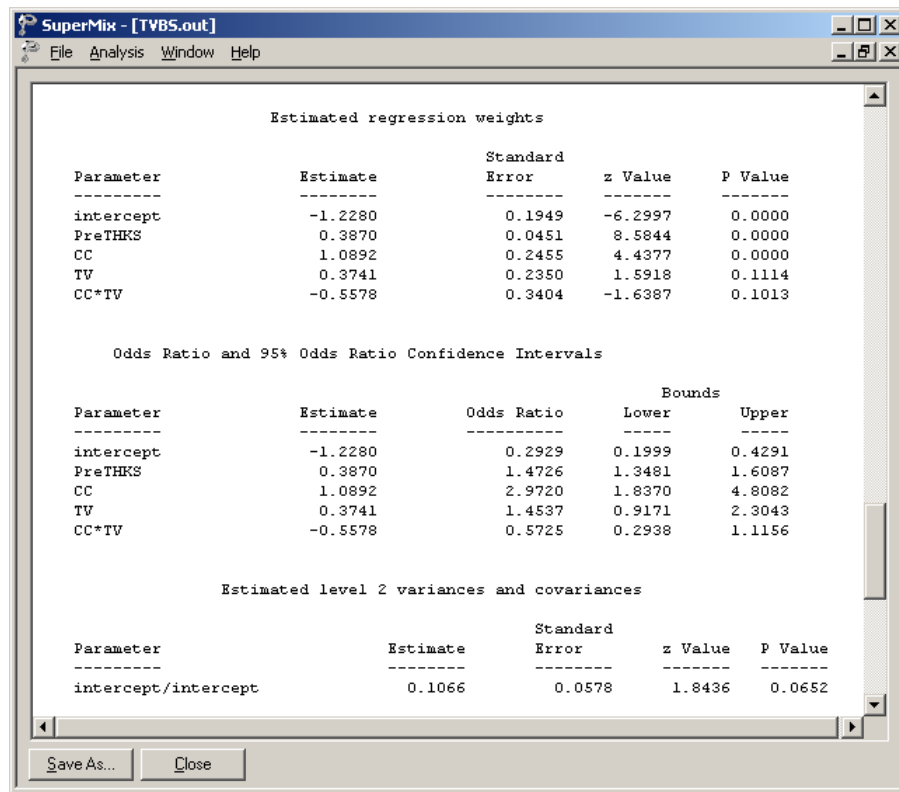 SuperMix - [TVBS.out]
File Analysis Window Help
Estimated regression weights
Standard
Parameter Estimate Error z Value P Value
--------- -------- -------- ------- -------
intercept -1.2280 0.1949 -6.2997 0.0000
PreTHKS 0.3870 0.0451 8.5844 0.0000
CC 1.0892 0.2455 4.4377 0.0000
TV 0.3741 0.2350 1.5918 0.1114
CC*TV -0.5578 0.3404 -1.6387 0.1013
Odds Ratio and 95% Odds Ratio Confidence Intervals
Bounds
Parameter Estimate Odds Ratio Lower Upper
--------- -------- ---------- ----- -----
intercept -1.2280 0.2929 0.1999 0.4291
PreTHKS 0.3870 1.4726 1.3481 1.6087
CC 1.0892 2.9720 1.8370 4.8082
TV 0.3741 1.4537 0.9171 2.3043
CC*TV -0.5578 0.5725 0.2938 1.1156
Estimated level 2 variances and covariances
Standard
Parameter Estimate Error z Value P Value
--------- -------- -------- ------- -------
intercept/intercept 0.1066 0.0578 1.8436 0.0652
Save As... Close